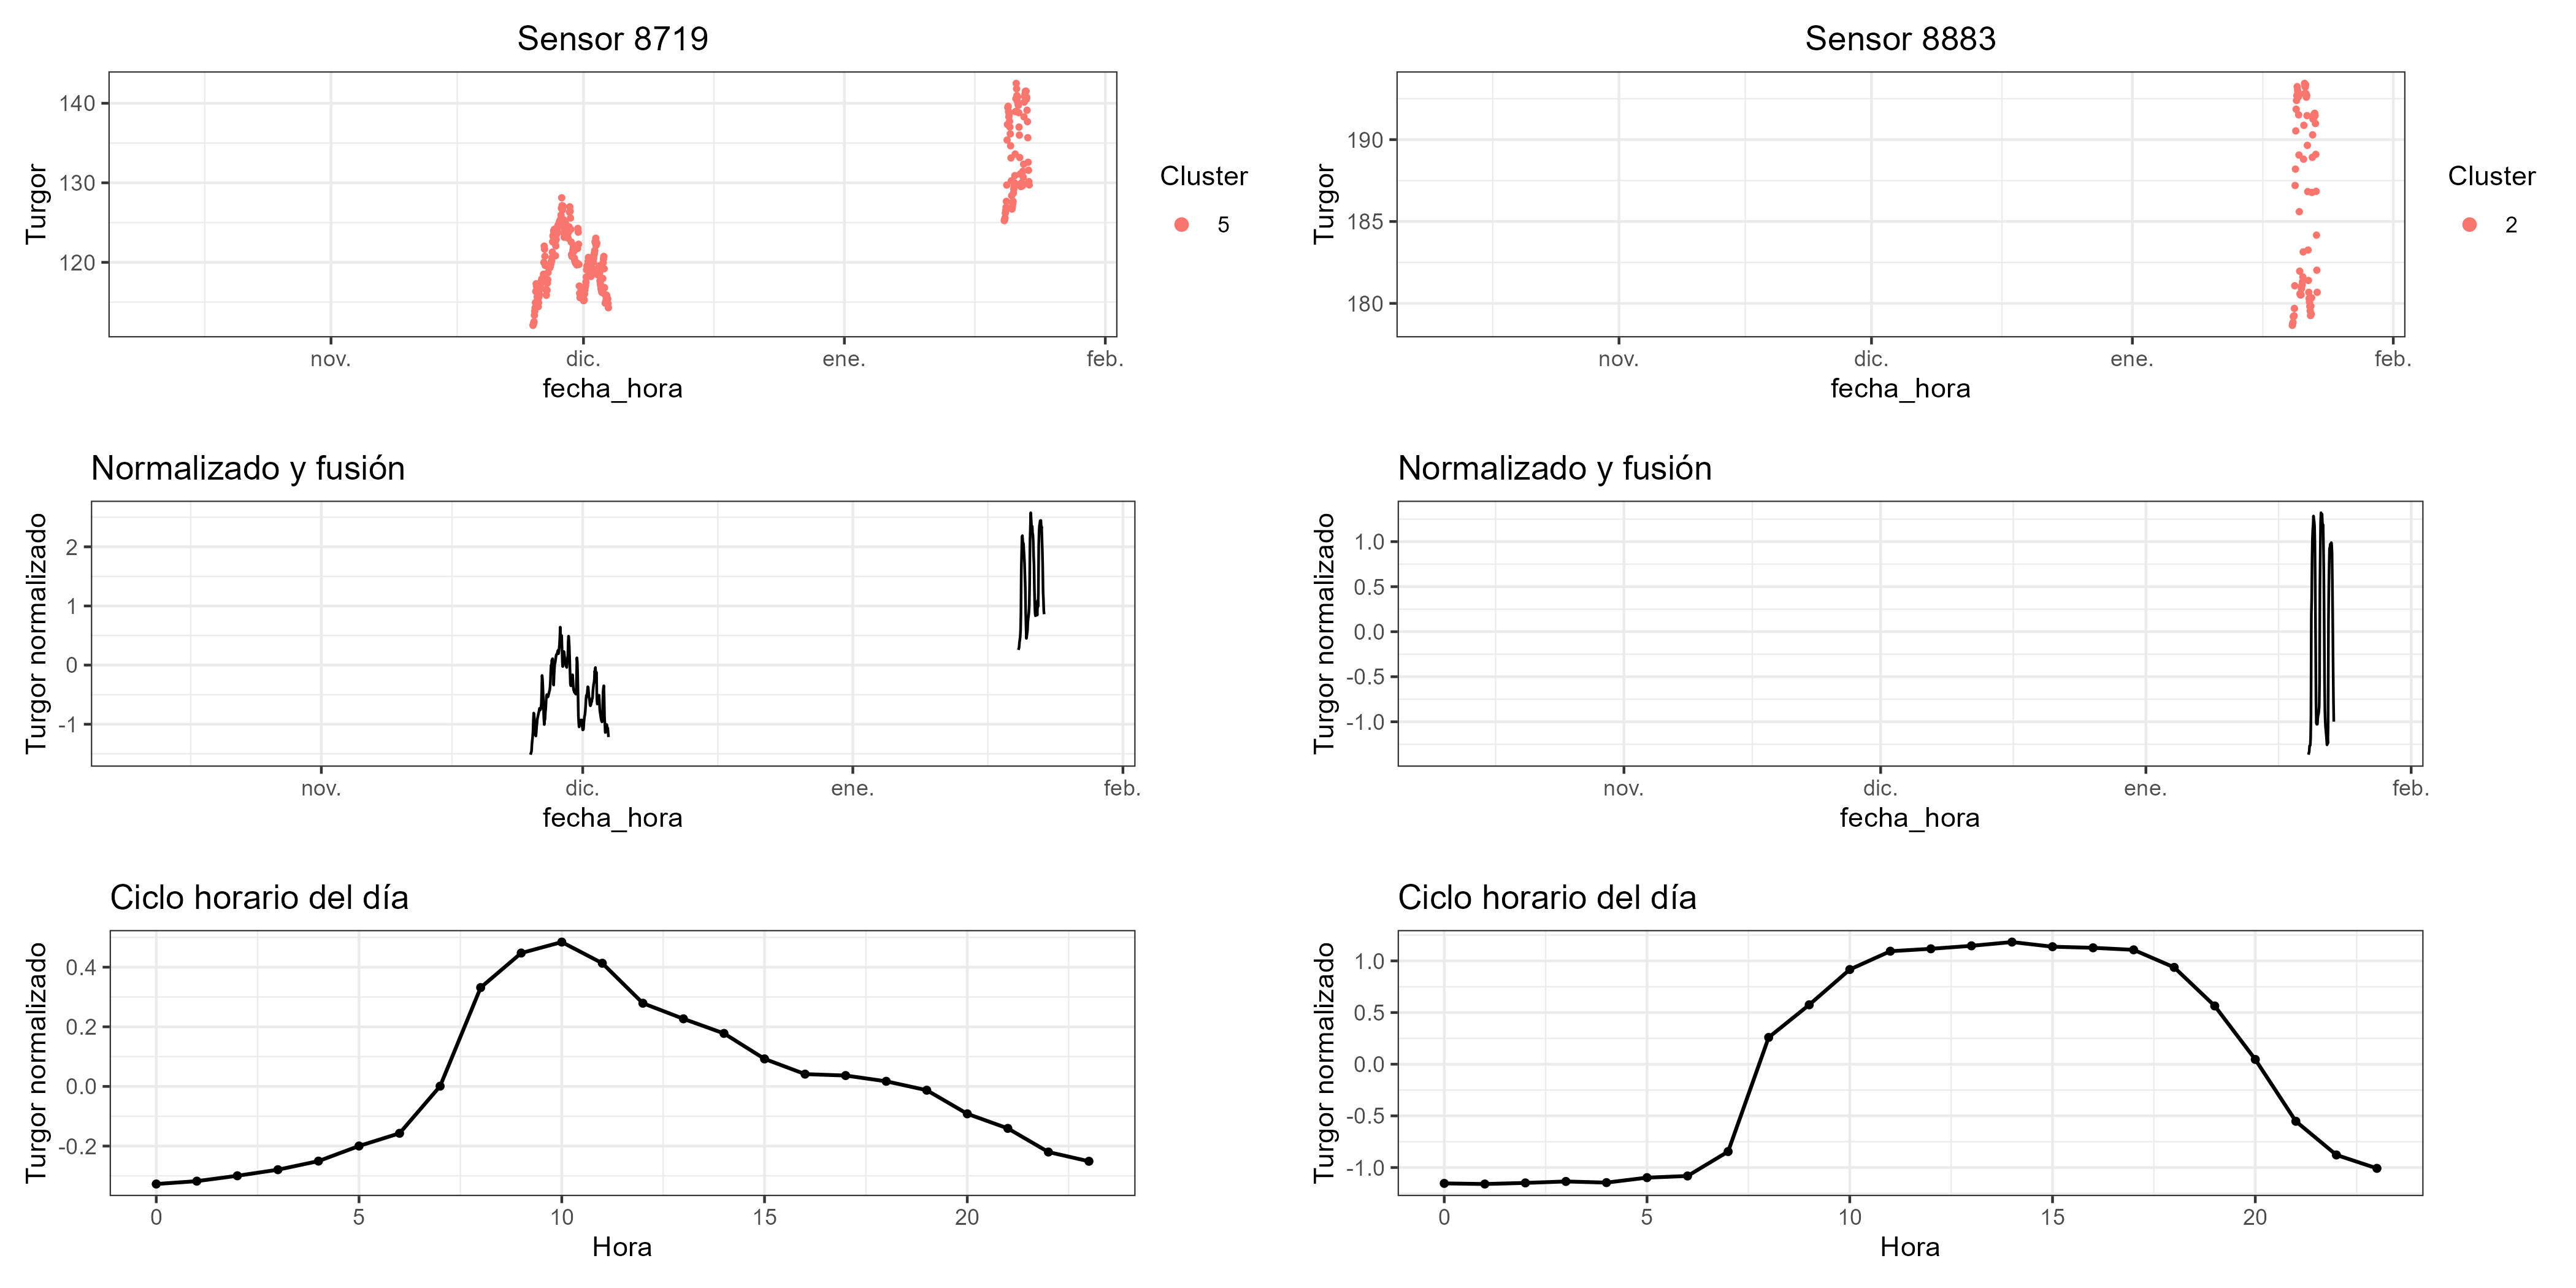 Sensor 8719
Turgor
140
130
120
nov.
dic.
ene.
feb.
fecha_hora
Cluster
5
Sensor 8883
Turgor
190
185
180
nov.
dic.
ene.
feb.
fecha_hora
Cluster
2
Normalizado y fusión
Turgor normalizado
2
1
0
-1
nov.
dic.
ene.
feb.
fecha_hora
Normalizado y fusión
Turgor normalizado
1.0
0.5
0.0
-0.5
-1.0
nov.
dic.
ene.
feb.
fecha_hora
Ciclo horario del día
Turgor normalizado
0.4
0.2
0.0
-0.2
0
5
10
15
20
Hora
Ciclo horario del día
Turgor normalizado
1.0
0.5
0.0
-0.5
-1.0
0
5
10
15
20
Hora